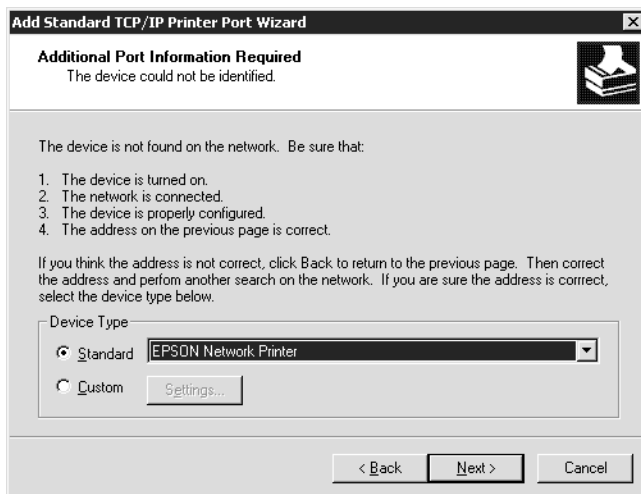 Add Standard TCP/IP Printer Port Wizard
Additional Port Information Required
The device could not be identified.
The device is not found on the network.  Be sure that:
1.  The device is turned on.
2.  The network is connected.
3.  The device is properly configured.
4.  The address on the previous page is correct.
If you think the address is not correct, click Back to return to the previous page.  Then correct
the address and perfom another search on the network.  If you are sure the address is corrrect,
select the device type below.
Device Type
Standard EPSON Network Printer
Custom Settings...
< Back Next > Cancel